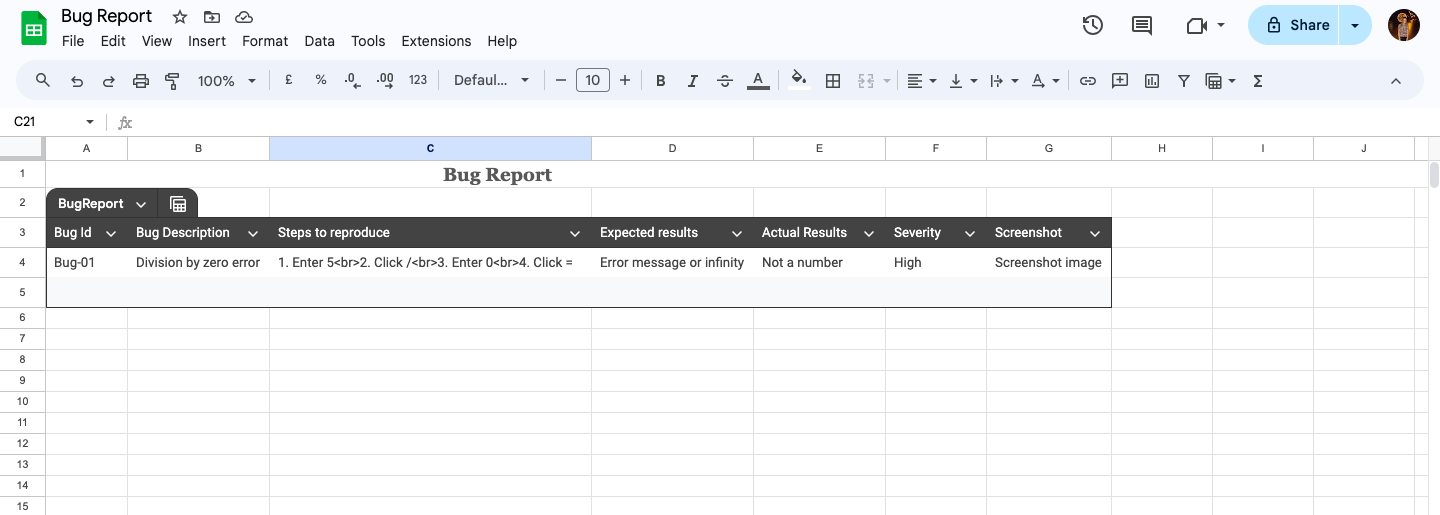 Bug Report
File Edit View Insert Format Data Tools Extensions Help
Share
100% £ % .0 .00 123 Defaul... − 10 + B I S A A Σ
C21 fx
A B C D E F G H I J
1 Bug Report
2 BugReport
3 Bug Id Bug Description Steps to reproduce Expected results Actual Results Severity Screenshot
4 Bug-01 Division by zero error 1. Enter 5<br>2. Click /<br>3. Enter 0<br>4. Click = Error message or infinity Not a number High Screenshot image
5
6
7
8
9
10
11
12
13
14
15